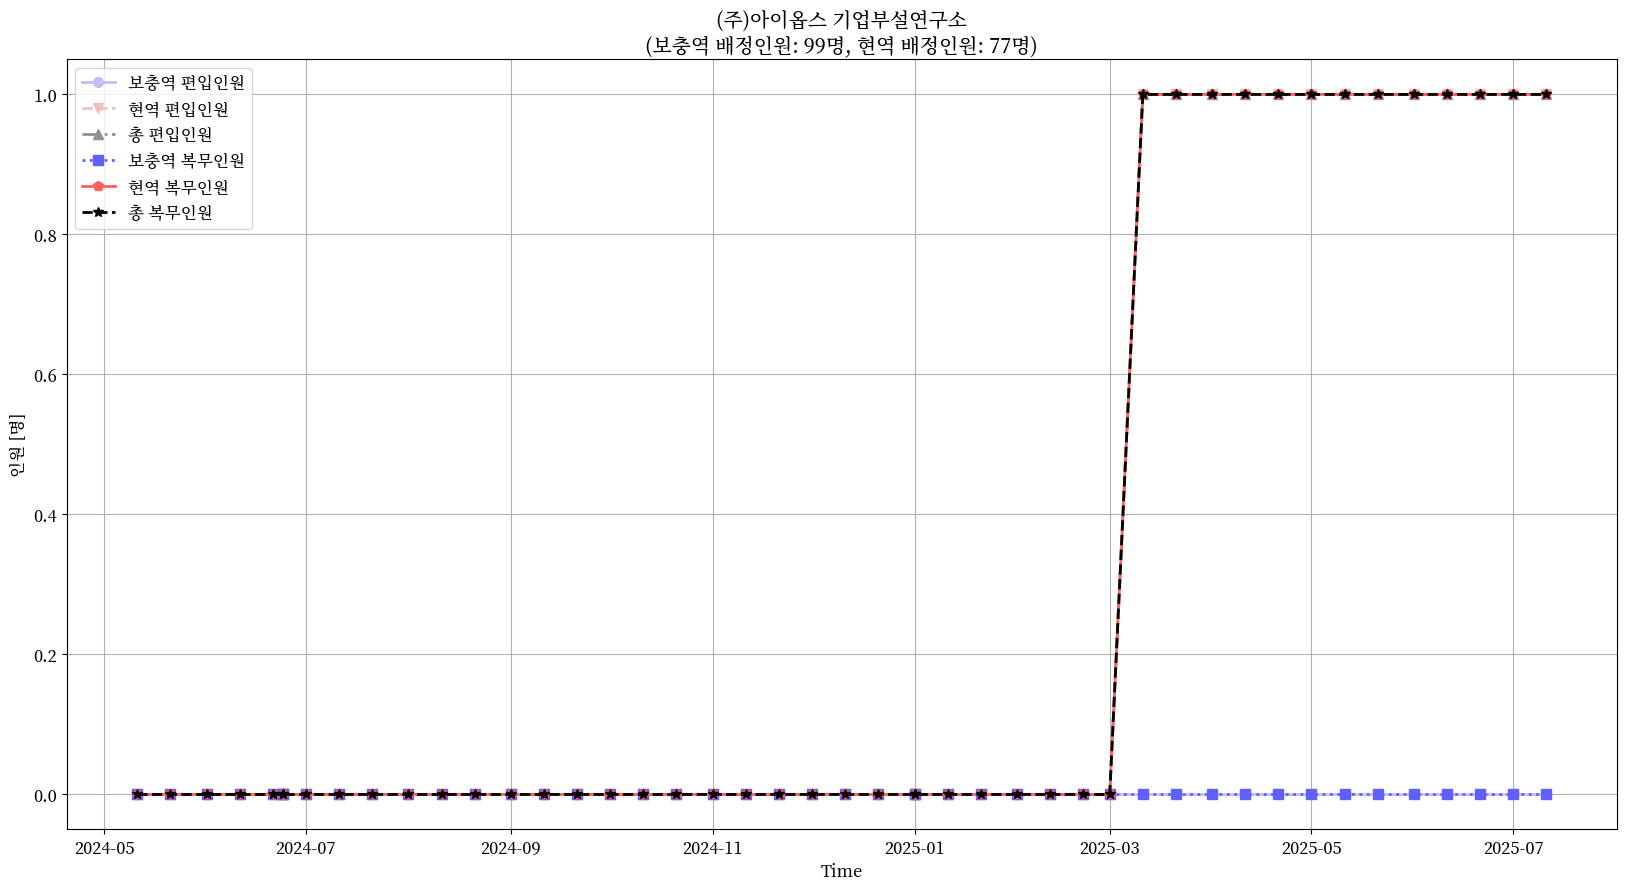 (주)아이옵스 기업부설연구소
(보충역 배정인원: 99명, 현역 배정인원: 77명)
보충역 편입인원
현역 편입인원
총 편입인원
보충역 복무인원
현역 복무인원
총 복무인원
인원 [명]
1.0
0.8
0.6
0.4
0.2
0.0
2024-05
2024-07
2024-09
2024-11
2025-01
2025-03
2025-05
2025-07
Time